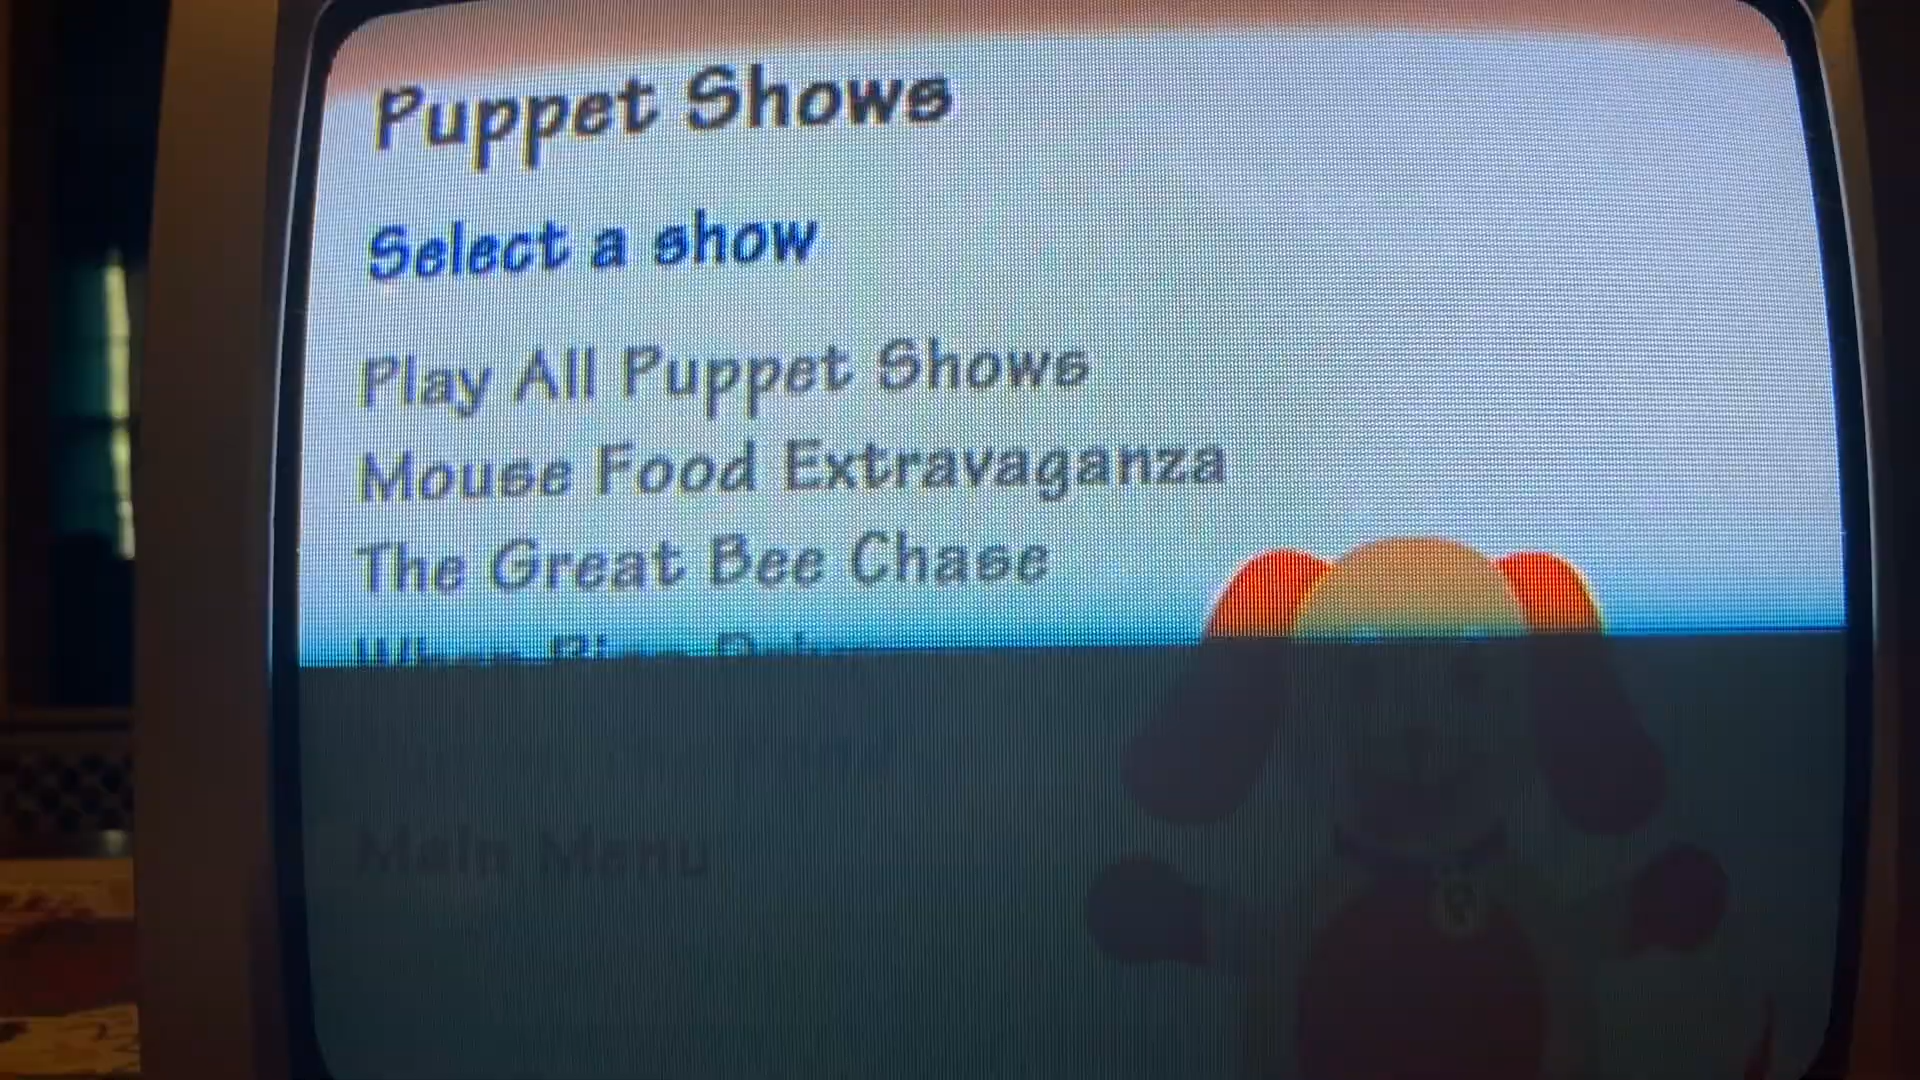 Puppet Shows
Select a show
Play All Puppet Shows
Mouse Food Extravaganza
The Great Bee Chase
Main Menu